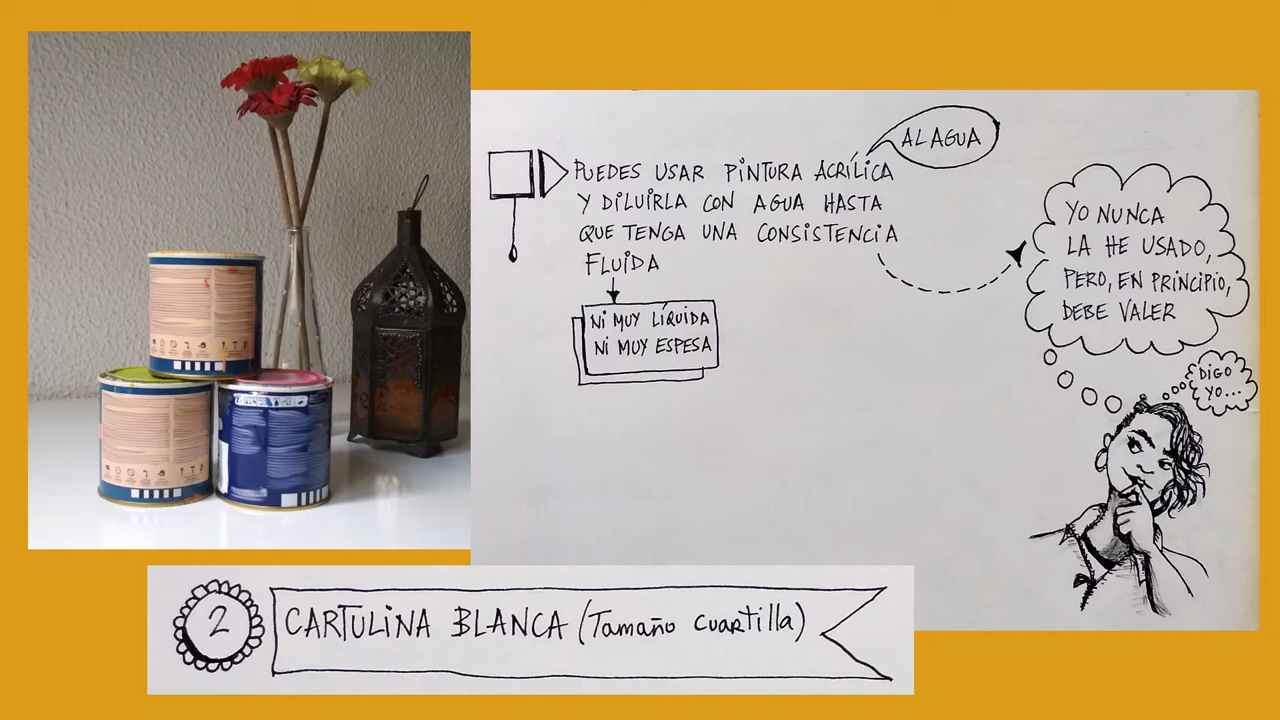 AL AGUA
PUEDES USAR PINTURA ACRÍLICA
Y DILUIRLA CON AGUA HASTA
QUE TENGA UNA CONSISTENCIA
FLUIDA
NI MUY LIQUIDA
NI MUY ESPESA
YO NUNCA
LA HE USADO,
PERO, EN PRINCIPIO,
DEBE VALER
DIGO
YO...
2
CARTULINA BLANCA (Tamaño cuartilla)